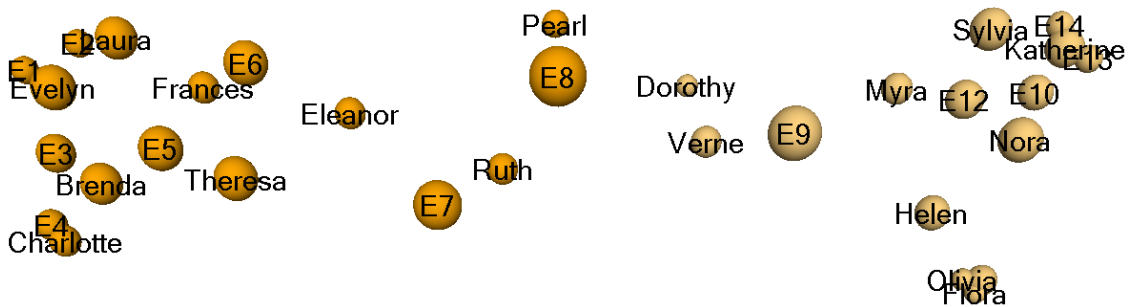 Pearl
Sylvia
E14
E2
Laura
Katherine
E1
E6
E13
Evelyn
Frances
E8
Dorothy
Myra
E12
E10
Eleanor
E3
E5
Verne
E9
Nora
Brenda
Theresa
Ruth
E7
Helen
E4
Charlotte
Olivia
Flora